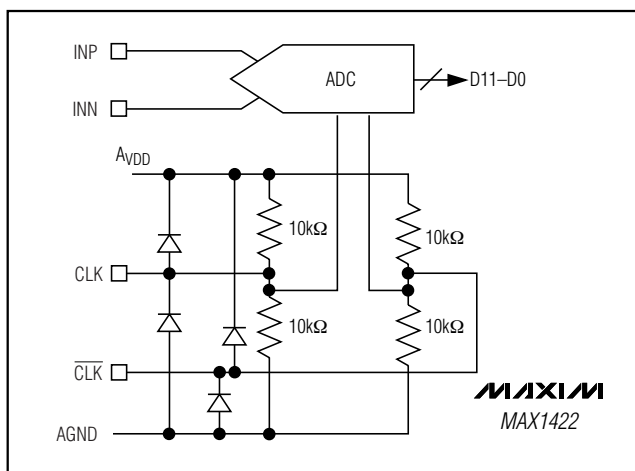 INP
ADC
D11–D0
INN
AVDD
10kΩ
10kΩ
CLK
10kΩ
10kΩ
CLK
MAXIM
MAX1422
AGND